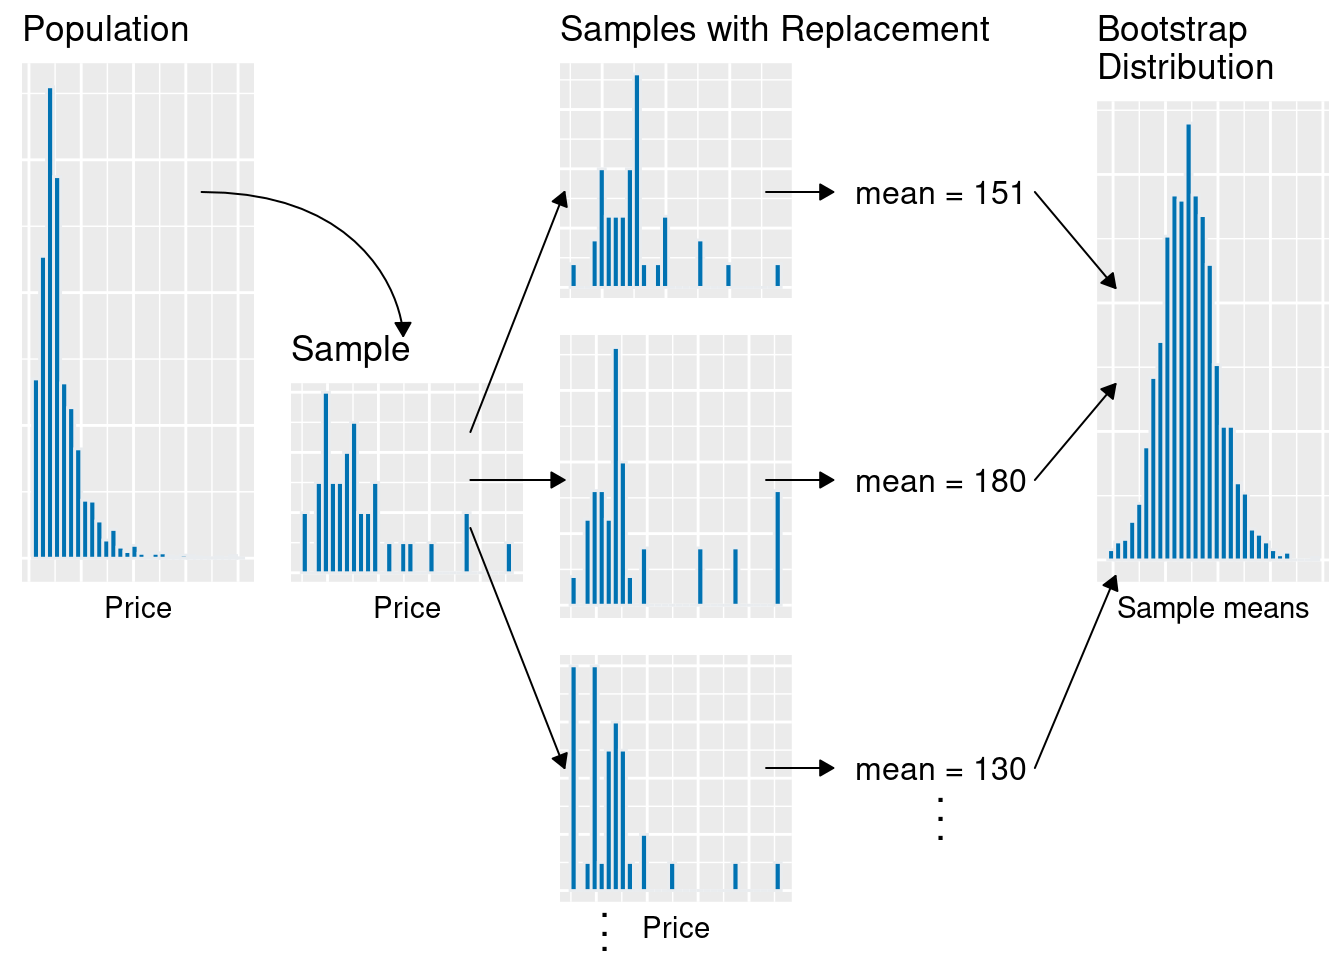 Population
Samples with Replacement
Bootstrap
Distribution
mean = 151
Sample
mean = 180
Price
Price
Sample means
mean = 130
Price